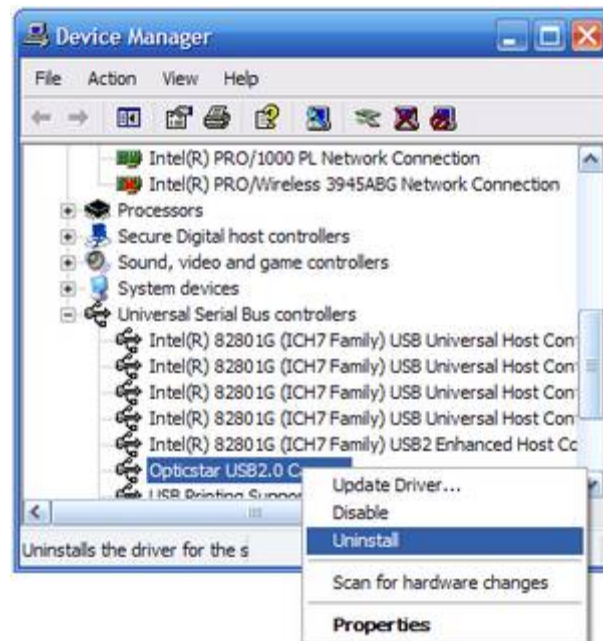 Device Manager
File Action View Help
Intel(R) PRO/1000 PL Network Connection
Intel(R) PRO/Wireless 3945ABG Network Connection
Processors
Secure Digital host controllers
Sound, video and game controllers
System devices
Universal Serial Bus controllers
Intel(R) 82801G (ICH7 Family) USB Universal Host Con
Intel(R) 82801G (ICH7 Family) USB Universal Host Con
Intel(R) 82801G (ICH7 Family) USB Universal Host Con
Intel(R) 82801G (ICH7 Family) USB Universal Host Con
Intel(R) 82801G (ICH7 Family) USB2 Enhanced Host Cc
Opticstar USB2.0 C
USB Printing Suppor
Update Driver...
Disable
Uninstall
Scan for hardware changes
Properties
Uninstalls the driver for the s